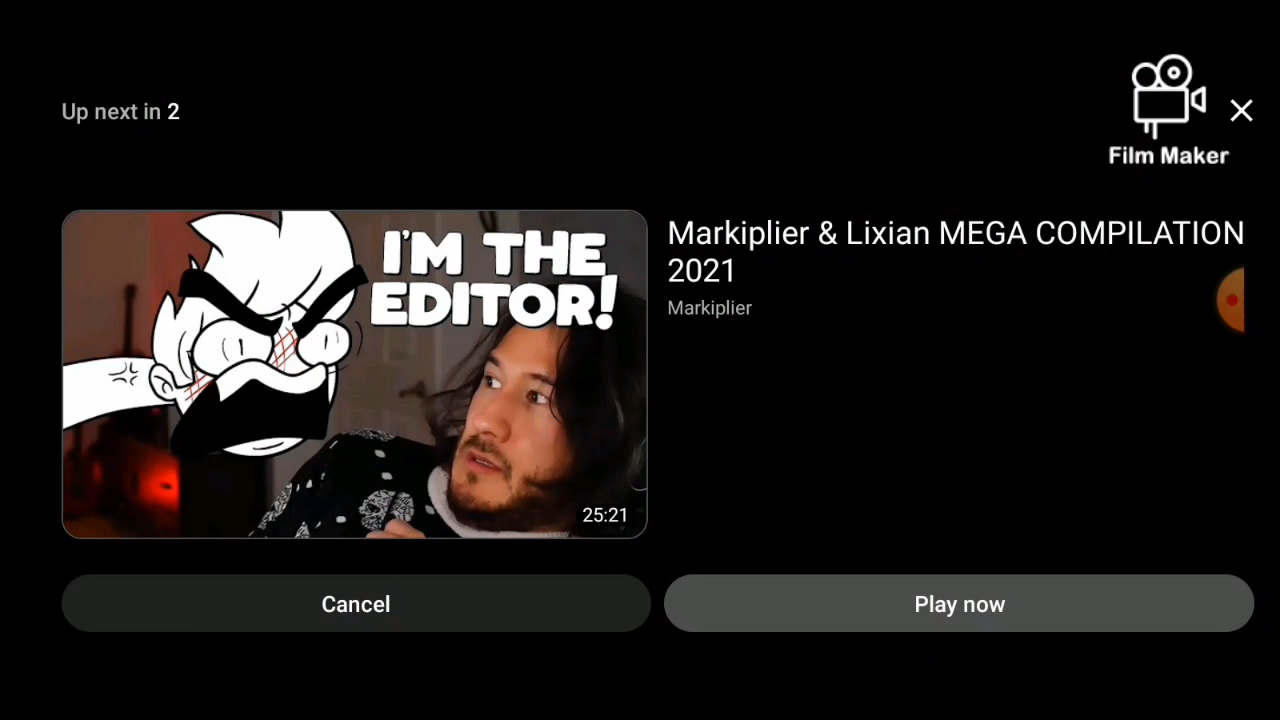 Up next in 2
Film Maker
I'M THE
EDITOR!
25:21
Markiplier & Lixian MEGA COMPILATION
2021
Markiplier
Cancel
Play now